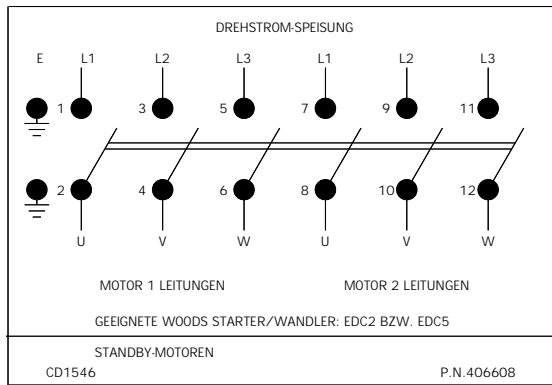 DREHSTROM-SPEISUNG
E L1 L2 L3 L1 L2 L3
1 3 5 7 9 11
2 4 6 8 10 12
U V W U V W
MOTOR 1 LEITUNGEN MOTOR 2 LEITUNGEN
GEEIGNETE WOODS STARTER/WANDLER: EDC2 BZW. EDC5
STANDBY-MOTOREN
CD1546 P.N.406608